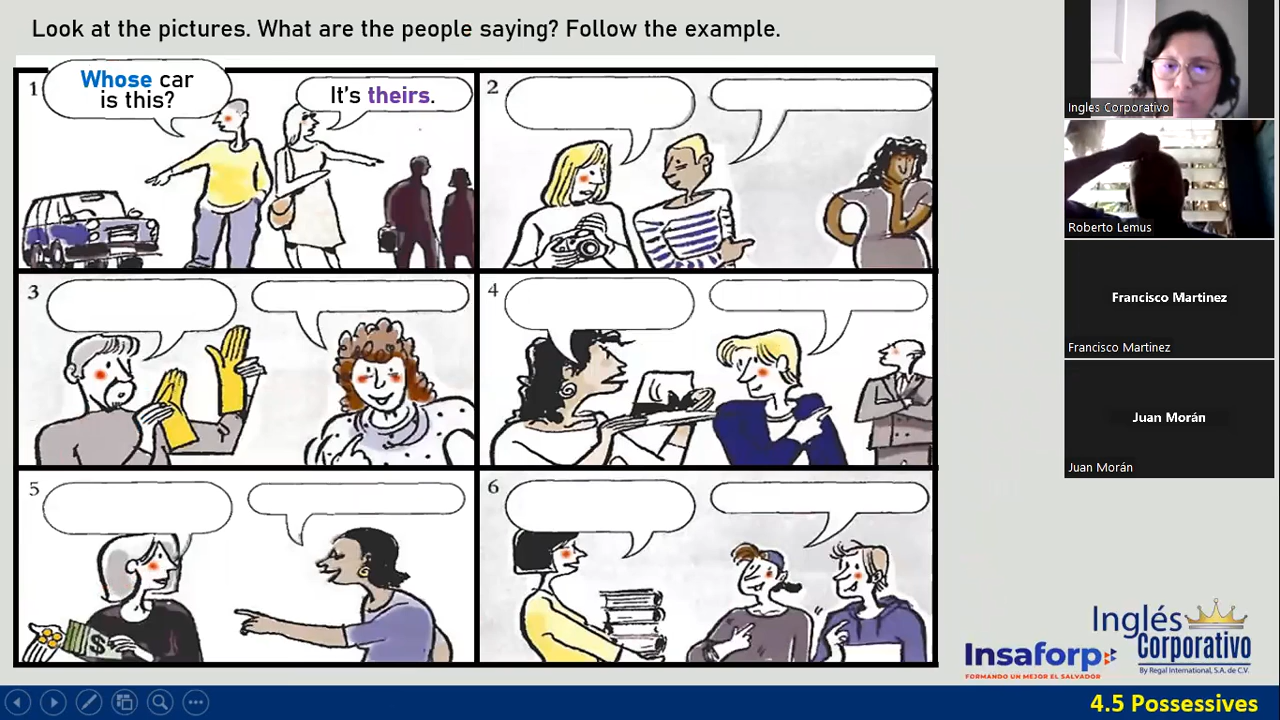 Look at the pictures. What are the people saying? Follow the example.
1
Whose car
is this?
It's theirs.
2
3
4
$
5
6
Ingles Corporativo
Roberto Lemus
Francisco Martinez
Francisco Martinez
Juan Morán
Juan Morán
Insaforp
FORMANDO UN MEJOR EL SALVADOR
Inglés
Corporativo
By Regal International, S.A. de C.V.
4.5 Possessives